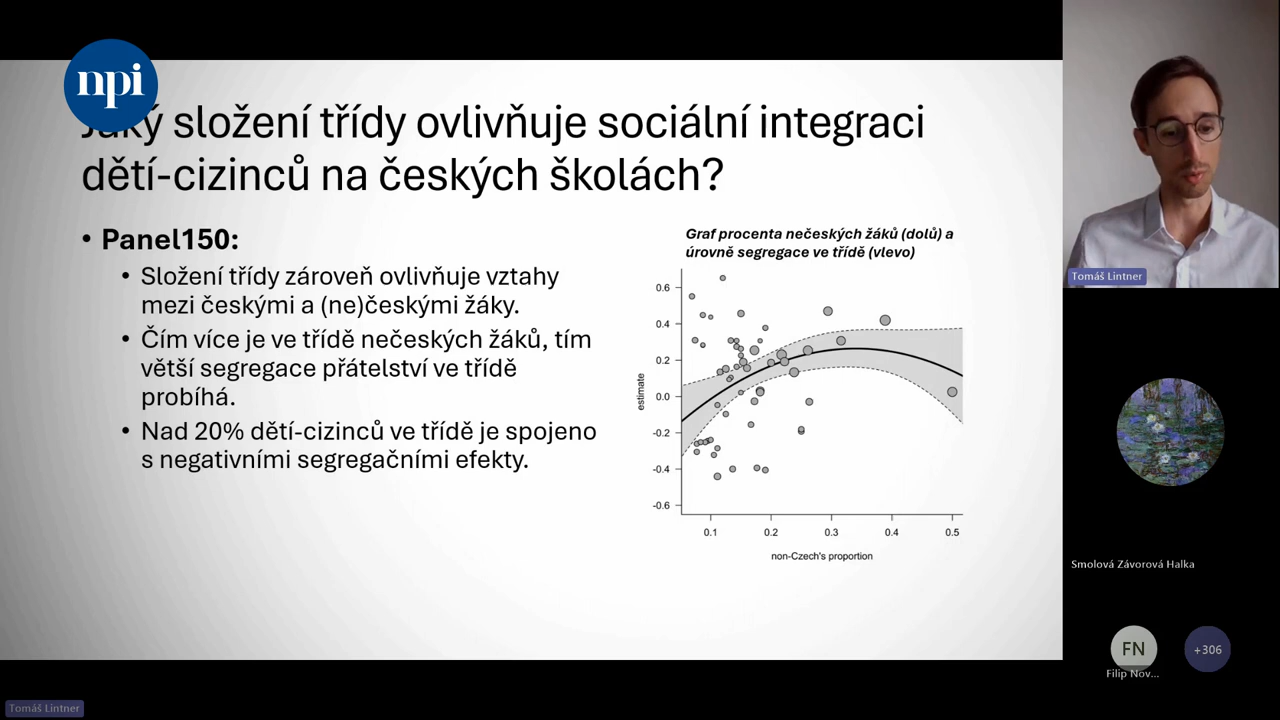 npi
Jaký složení třídy ovlivňuje sociální integraci
dětí-cizinců na českých školách?
• Panel150:
• Složení třídy zároveň ovlivňuje vztahy
mezi českými a (ne)českými žáky.
• Čím více je ve třídě nečeských žáků, tím
větší segregace přátelství ve třídě
probíhá.
• Nad 20% dětí-cizinců ve třídě je spojeno
s negativními segregačními efekty.
Graf procenta nečeských žáků (dolů) a
úrovně segregace ve třídě (vlevo)
0.6
0.4
0.2
0.0
-0.2
-0.4
-0.6
estimate
0.1 0.2 0.3 0.4 0.5
non-Czech's proportion
Tomáš Lintner
Smolová Závorová Halka
FN
+306
Filip Nov...
Tomáš Lintner